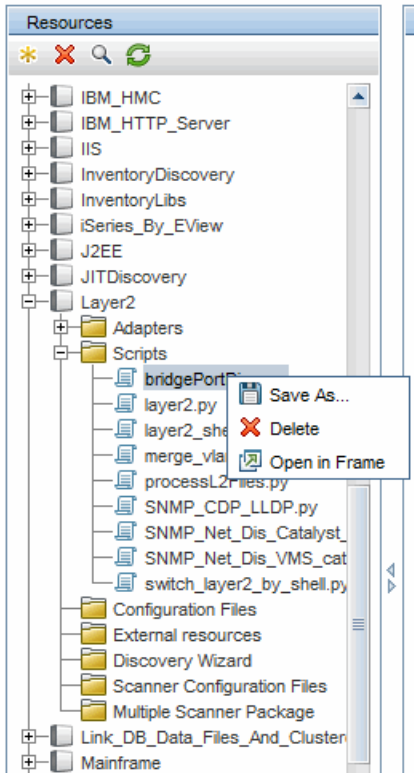 Resources
IBM_HMC
IBM_HTTP_Server
IIS
InventoryDiscovery
InventoryLibs
iSeries_By_EView
J2EE
JITDiscovery
Layer2
Adapters
Scripts
bridgePortDi
Save As...
layer2.py
layer2_she
Delete
merge_vla
Open in Frame
processL2Files.py
SNMP_CDP_LLDP.py
SNMP_Net_Dis_Catalyst_
SNMP_Net_Dis_VMS_cat
switch_layer2_by_shell.py
Configuration Files
External resources
Discovery Wizard
Scanner Configuration Files
Multiple Scanner Package
Link_DB_Data_Files_And_Cluster
Mainframe